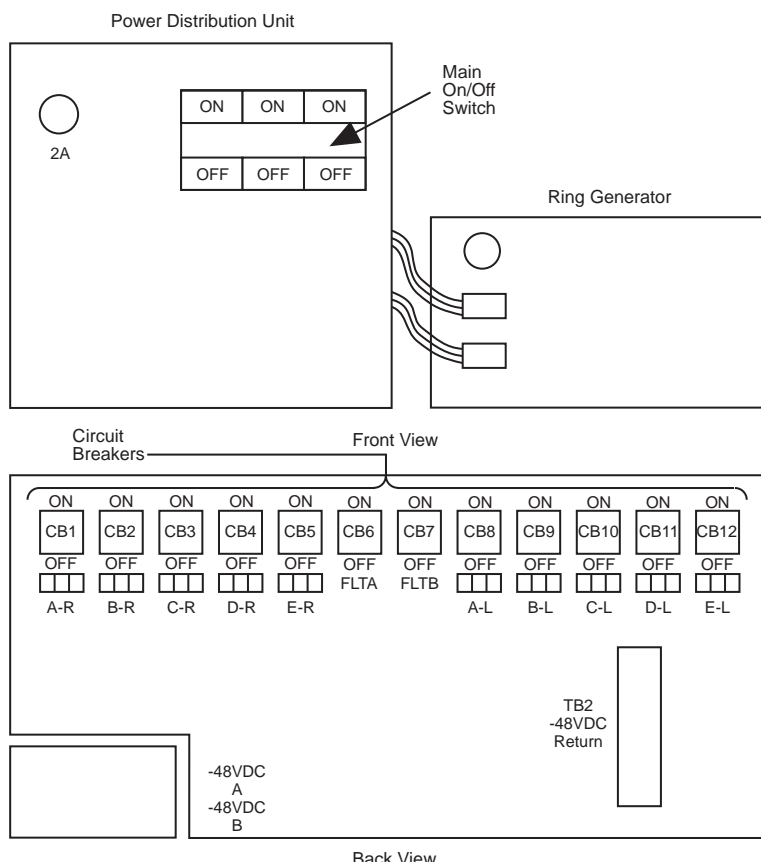 Power Distribution Unit
Main
On/Off
Switch
ON ON ON
2A
OFF OFF OFF
Ring Generator
Circuit
Breakers
Front View
ON ON ON ON ON ON ON ON ON ON ON ON
CB1 CB2 CB3 CB4 CB5 CB6 CB7 CB8 CB9 CB10 CB11 CB12
OFF OFF OFF OFF OFF OFF OFF OFF OFF OFF OFF OFF
FLTA FLTB
A-R B-R C-R D-R E-R A-L B-L C-L D-L E-L
TB2
-48VDC
Return
-48VDC
A
-48VDC
B
Back View